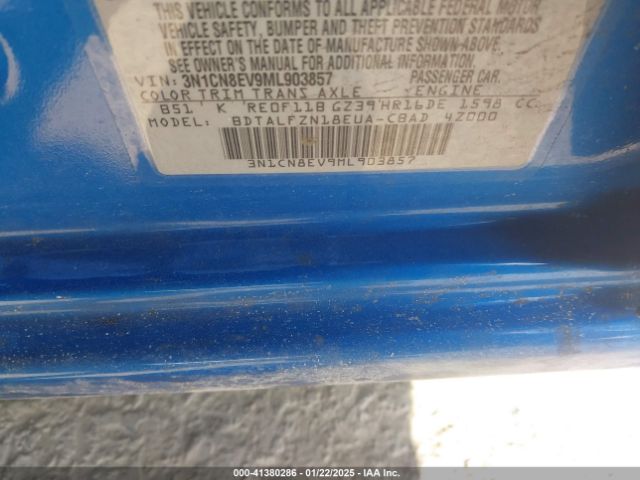 THIS VEHICLE CONFORMS TO ALL APPLICABLE FEDERAL MOTOR
VEHICLE SAFETY, BUMPER AND THEFT PREVENTION STANDARDS
IN EFFECT ON THE DATE OF MANUFACTURE SHOWN ABOVE.
SEE OWNER'S MANUAL FOR ADDITIONAL INFORMATION.
VIN: 3N1CN8EV9ML903857 PASSENGER CAR.
COLOR TRIM TRANS AXLE ENGINE
B51 K RE0F11B GZ39 HR16DE 1598 CC
MODEL: BDTALFZN18EUA-CBAD 4Z000
3N1CN8EV9ML903857
000-41380286 - 01/22/2025 - IAA Inc.